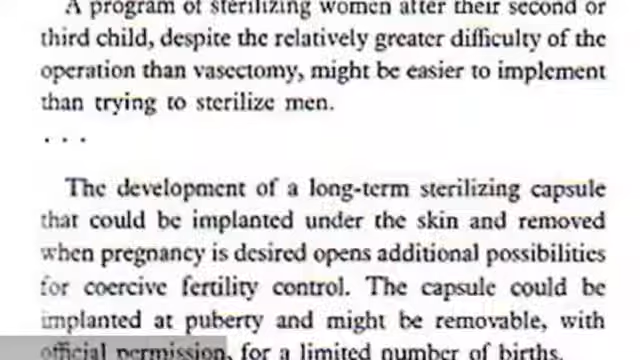 A program of sterilizing women after their second or
third child, despite the relatively greater difficulty of the
operation than vasectomy, might be easier to implement
than trying to sterilize men.
. . .
The development of a long-term sterilizing capsule
that could be implanted under the skin and removed
when pregnancy is desired opens additional possibilities
for coercive fertility control. The capsule could be
implanted at puberty and might be removable, with
official permission, for a limited number of births.